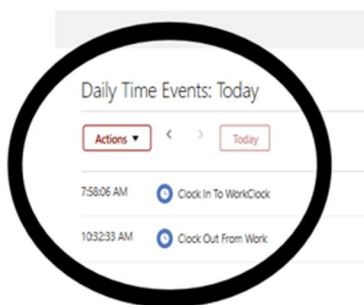 Daily Time Events: Today
Actions Today
7:58:06 AM Clock In To WorkClock
10:32:33 AM Clock Out From Work